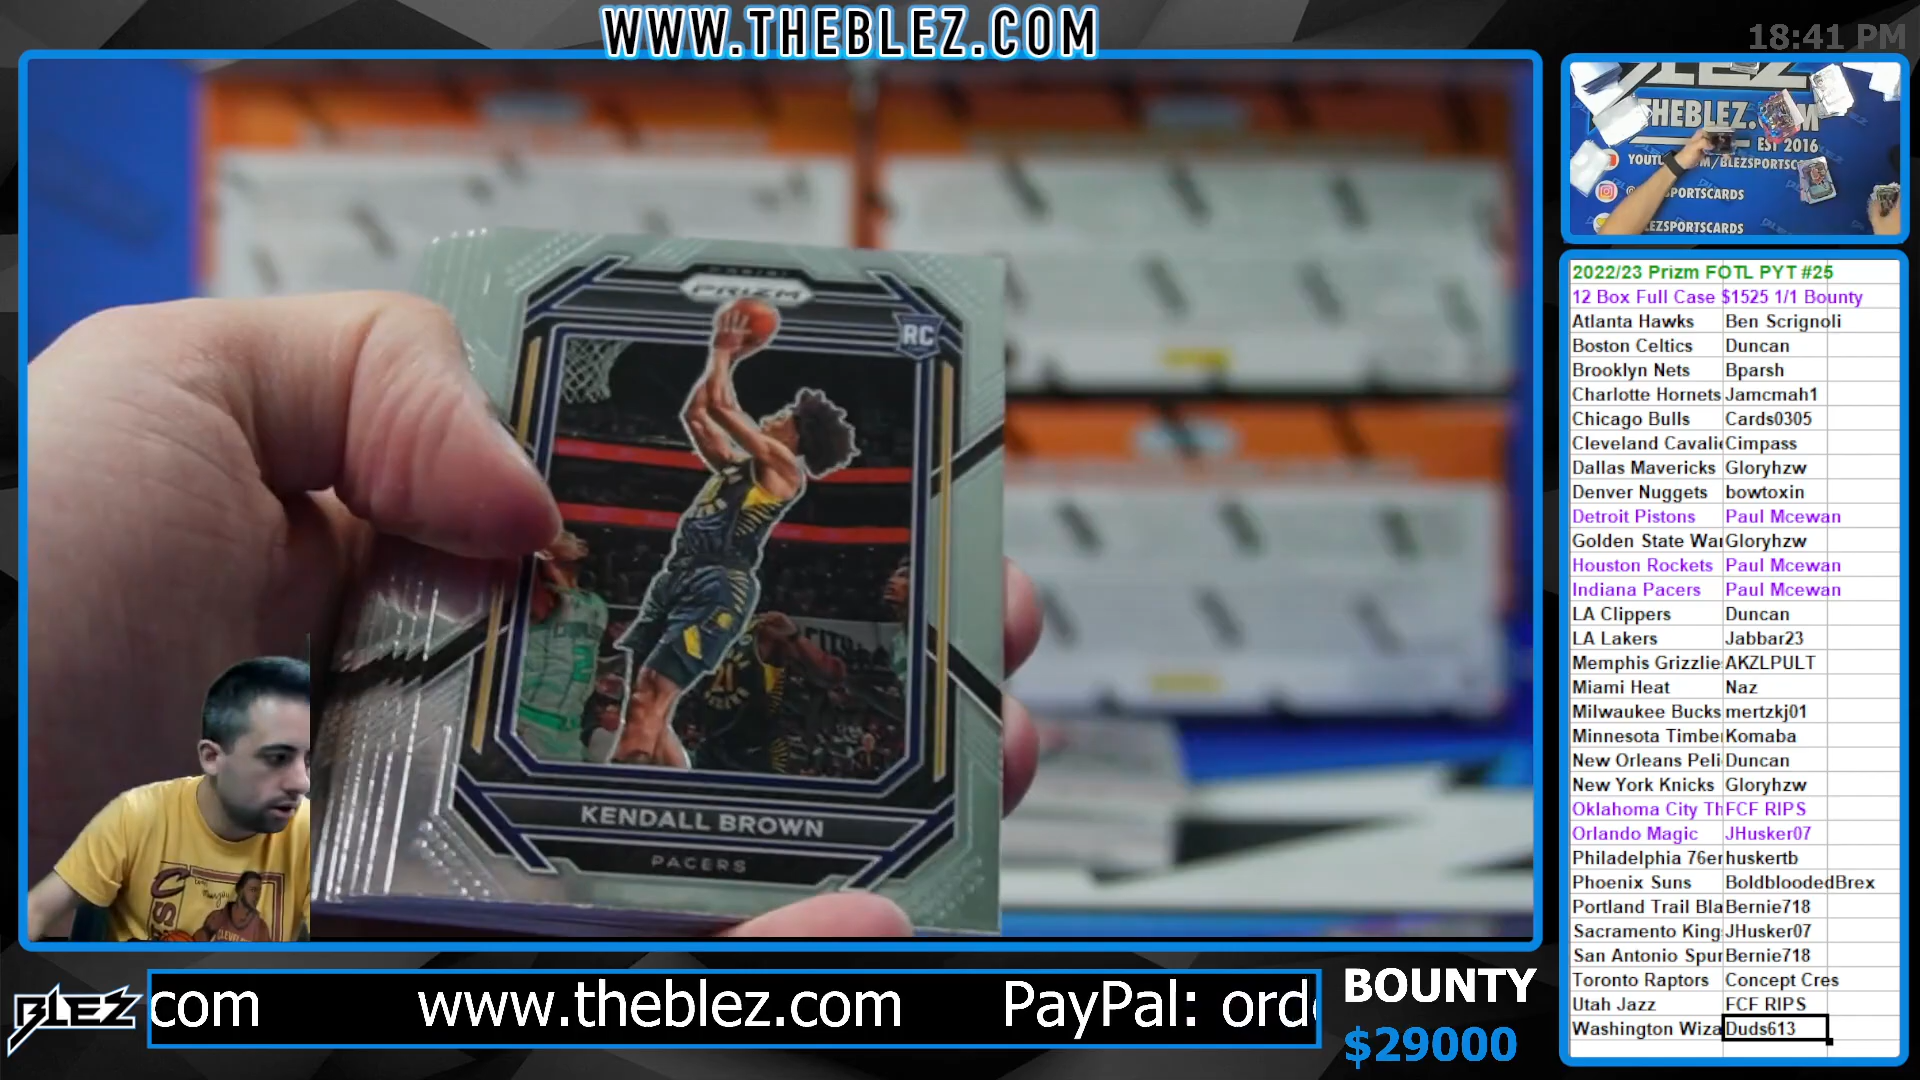 WWW.THEBLEZ.COM
18:41 PM
BLEZ
THEBLEZ.COM
EST 2016
PORTSCARDS
EZSPORTSCARDS
PRIZM
RC
KENDALL BROWN
PACERS
2022/23 Prizm FOTL PYT #25
12 Box Full Case $1525 1/1 Bounty
Atlanta Hawks Ben Scrignoli
Boston Celtics Duncan
Brooklyn Nets Bparsh
Charlotte Hornets Jamcmah1
Chicago Bulls Cards0305
Cleveland Cavalie Cimpass
Dallas Mavericks Gloryhzw
Denver Nuggets bowtoxin
Detroit Pistons Paul Mcewan
Golden State War Gloryhzw
Houston Rockets Paul Mcewan
Indiana Pacers Paul Mcewan
LA Clippers Duncan
LA Lakers Jabbar23
Memphis Grizzlie AKZLPULT
Miami Heat Naz
Milwaukee Bucks mertzkj01
Minnesota Timbe Komaba
New Orleans Peli Duncan
New York Knicks Gloryhzw
Oklahoma City Th FCF RIPS
Orlando Magic JHusker07
Philadelphia 76er huskertb
Phoenix Suns BoldbloodedBrex
Portland Trail Bla Bernie718
Sacramento King JHusker07
San Antonio Spur Bernie718
Toronto Raptors Concept Cres
Utah Jazz FCF RIPS
Washington Wiza Duds613
BLEZ
com www.theblez.com PayPal: ord
BOUNTY
$29000